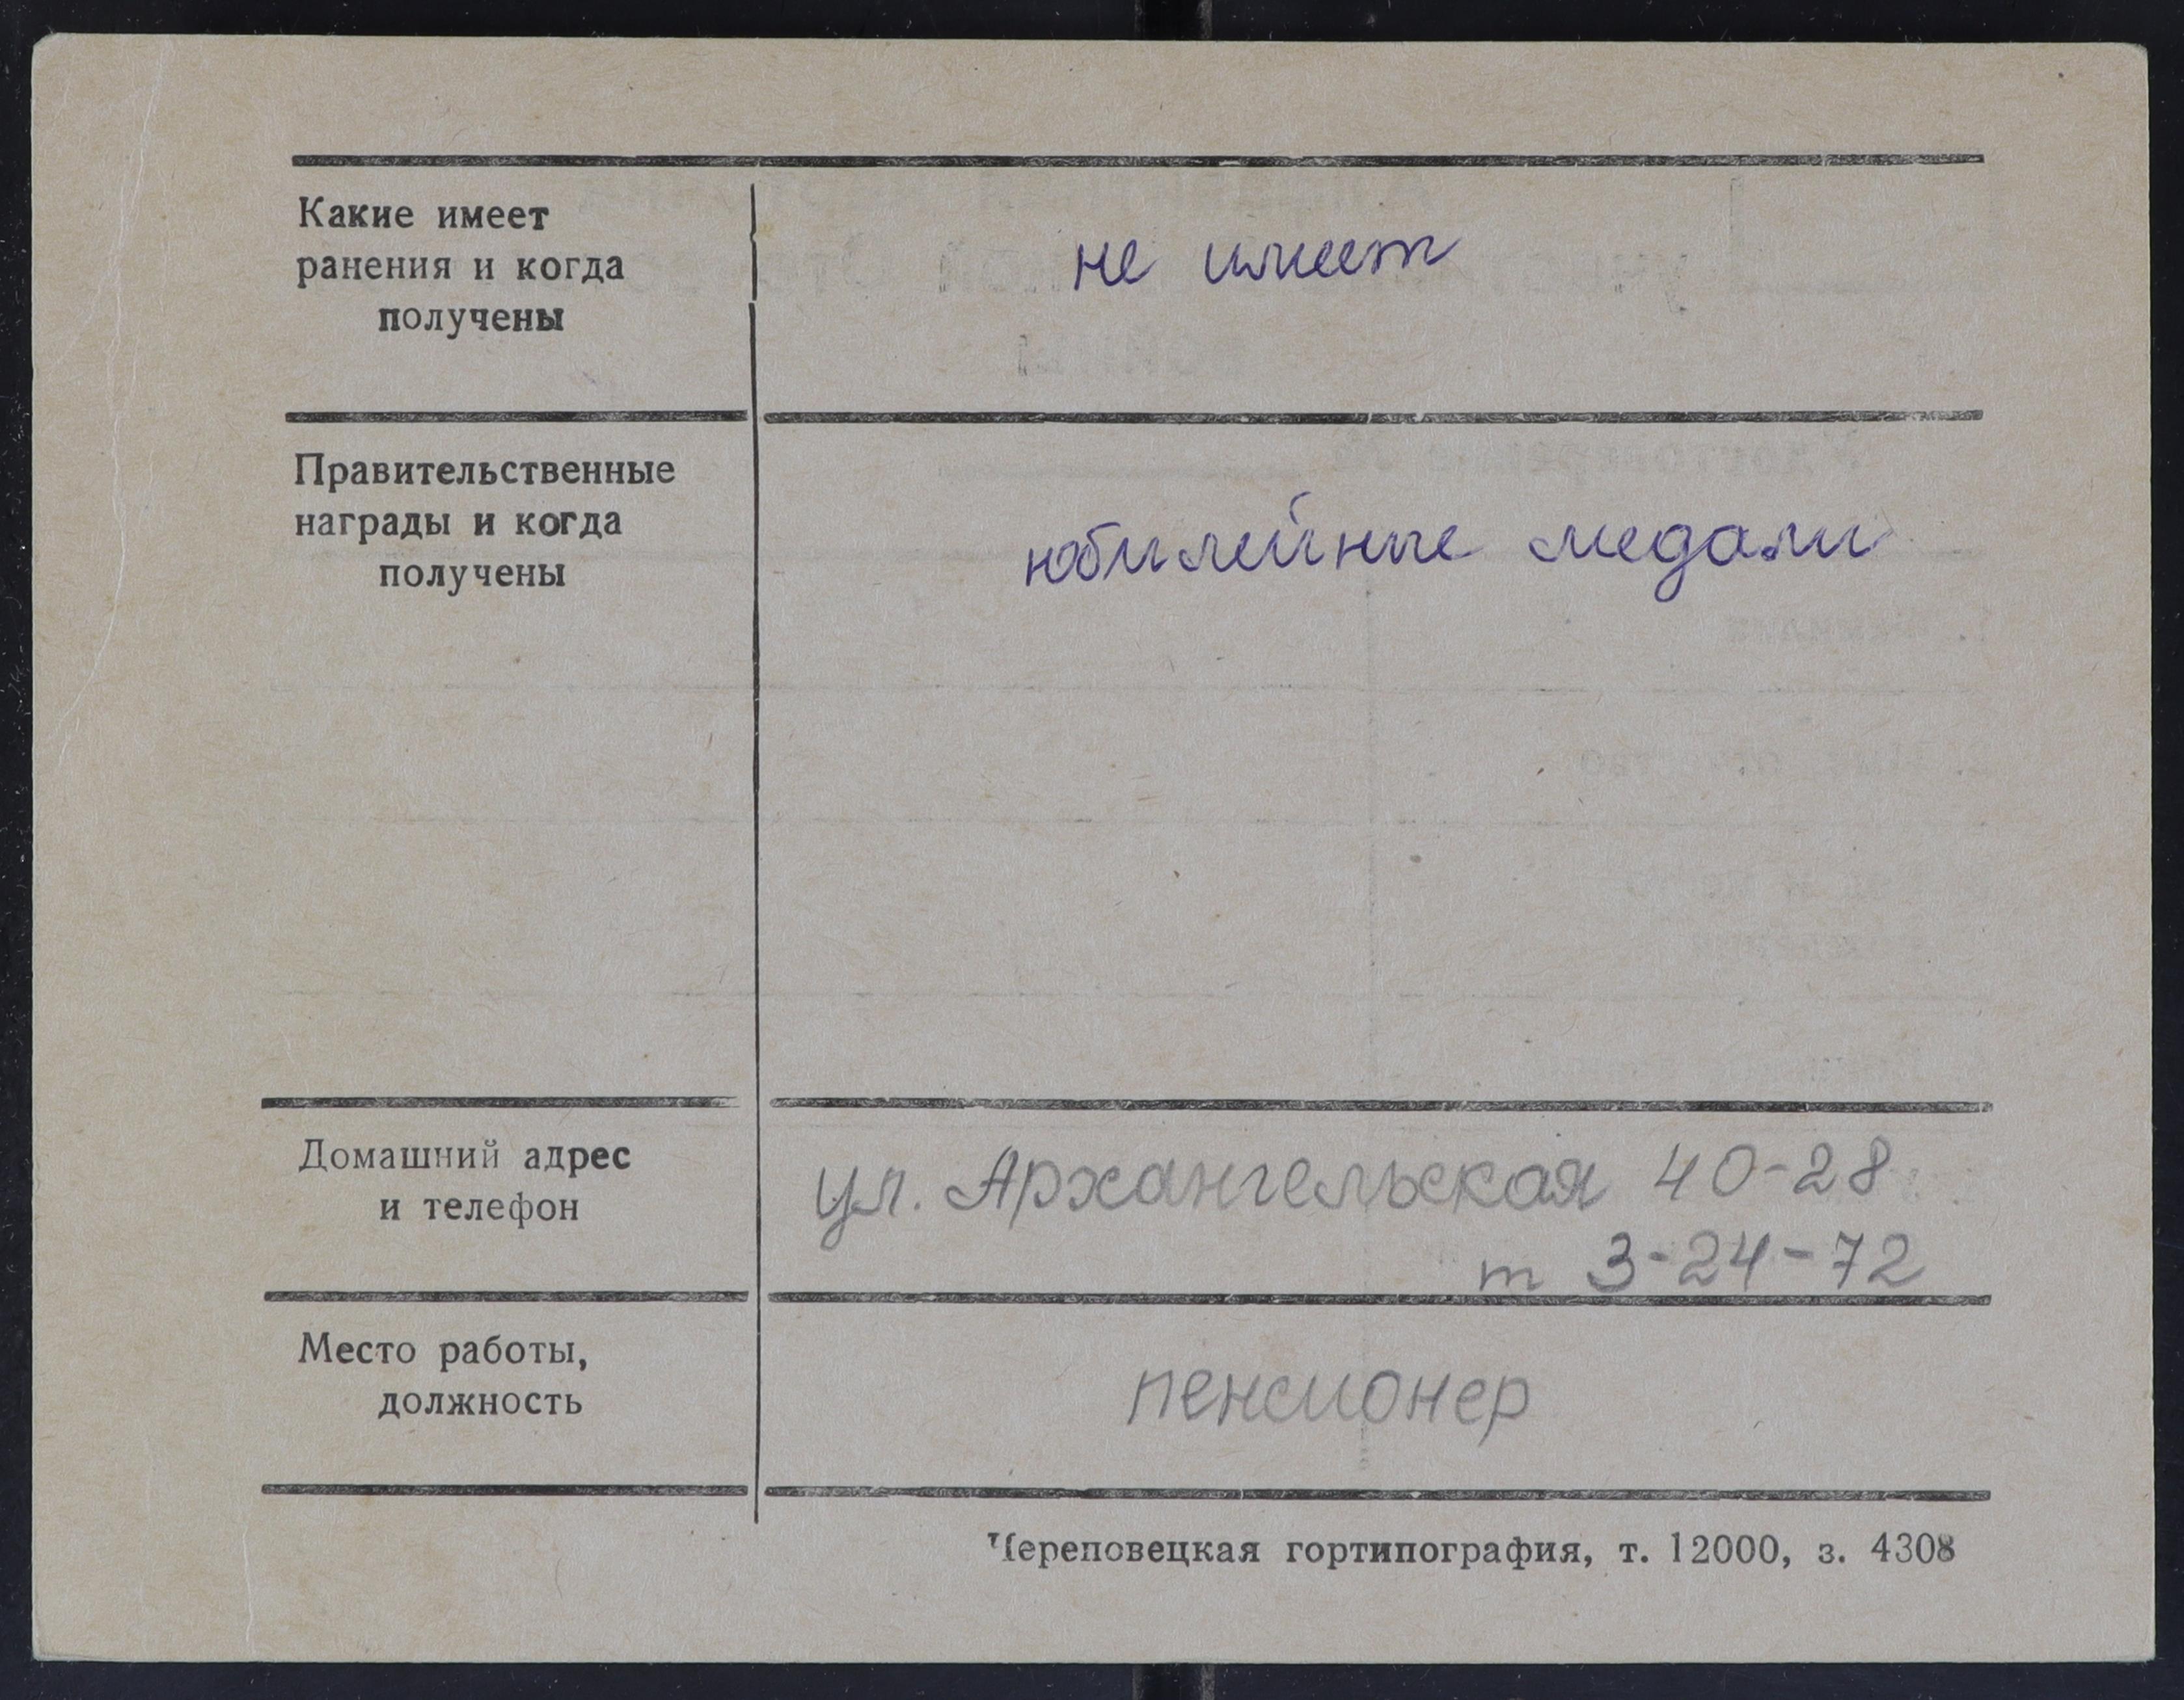 Какие имеет
ранения и когда
получены
не имеет
Правительственные
награды и когда
получены
юбилейные медали
Домашний адрес
и телефон
ул. Архангельская 40-28
т 3-24-72
Место работы,
должность
пенсионер
Череповецкая гортипография, т. 12000, з. 4308